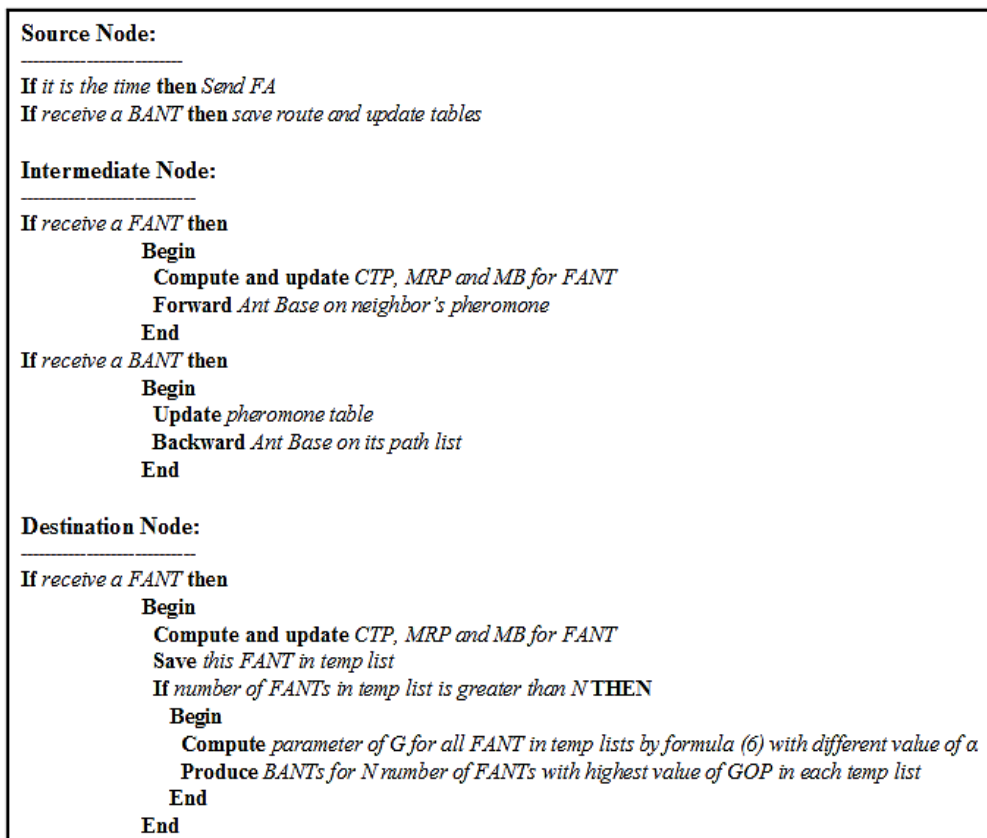 Source Node:
---------------------------
If it is the time then Send FA
If receive a BANT then save route and update tables
Intermediate Node:
-----------------------------
If receive a FANT then
Begin
Compute and update CTP, MRP and MB for FANT
Forward Ant Base on neighbor's pheromone
End
If receive a BANT then
Begin
Update pheromone table
Backward Ant Base on its path list
End
Destination Node:
-----------------------------
If receive a FANT then
Begin
Compute and update CTP, MRP and MB for FANT
Save this FANT in temp list
If number of FANTs in temp list is greater than N THEN
Begin
Compute parameter of G for all FANT in temp lists by formula (6) with different value of α
Produce BANTs for N number of FANTs with highest value of GOP in each temp list
End
End